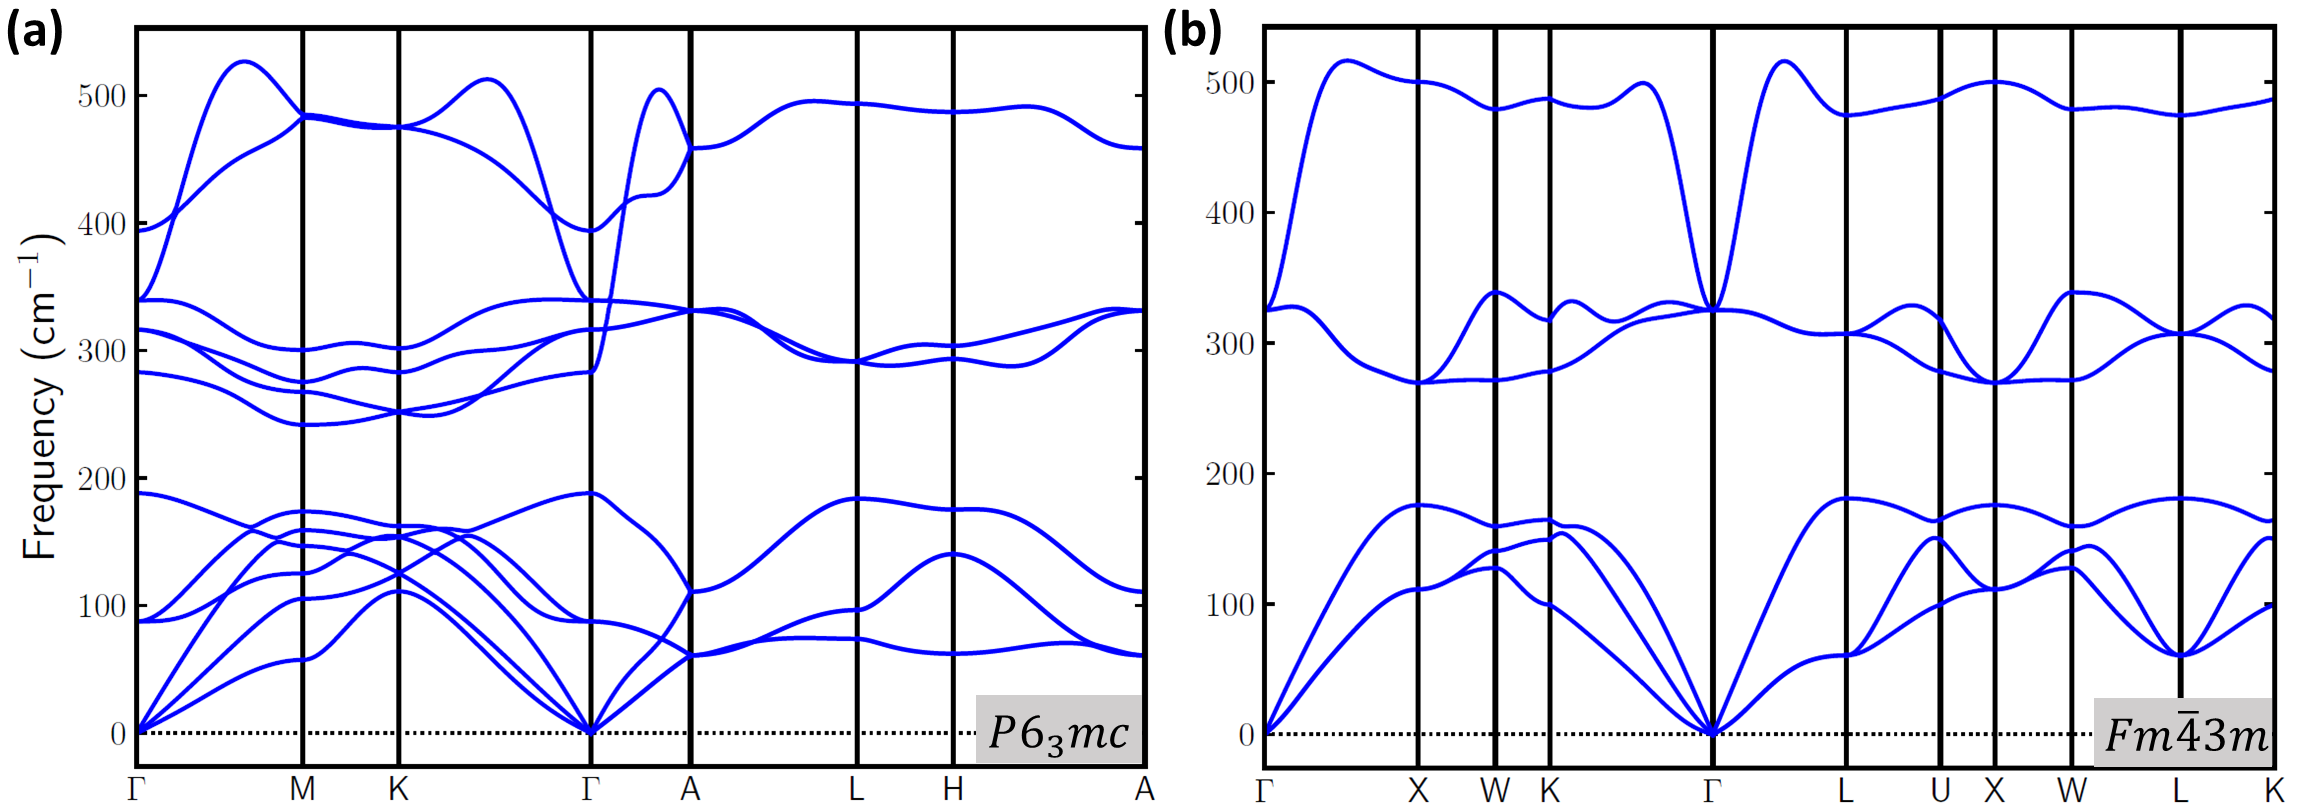 (a)
Frequency (cm⁻¹)
500
400
300
200
100
0
Γ M K Γ A L H A
P6₃mc
(b)
500
400
300
200
100
0
Γ X W K Γ L U X W L K
Fm4̅3m